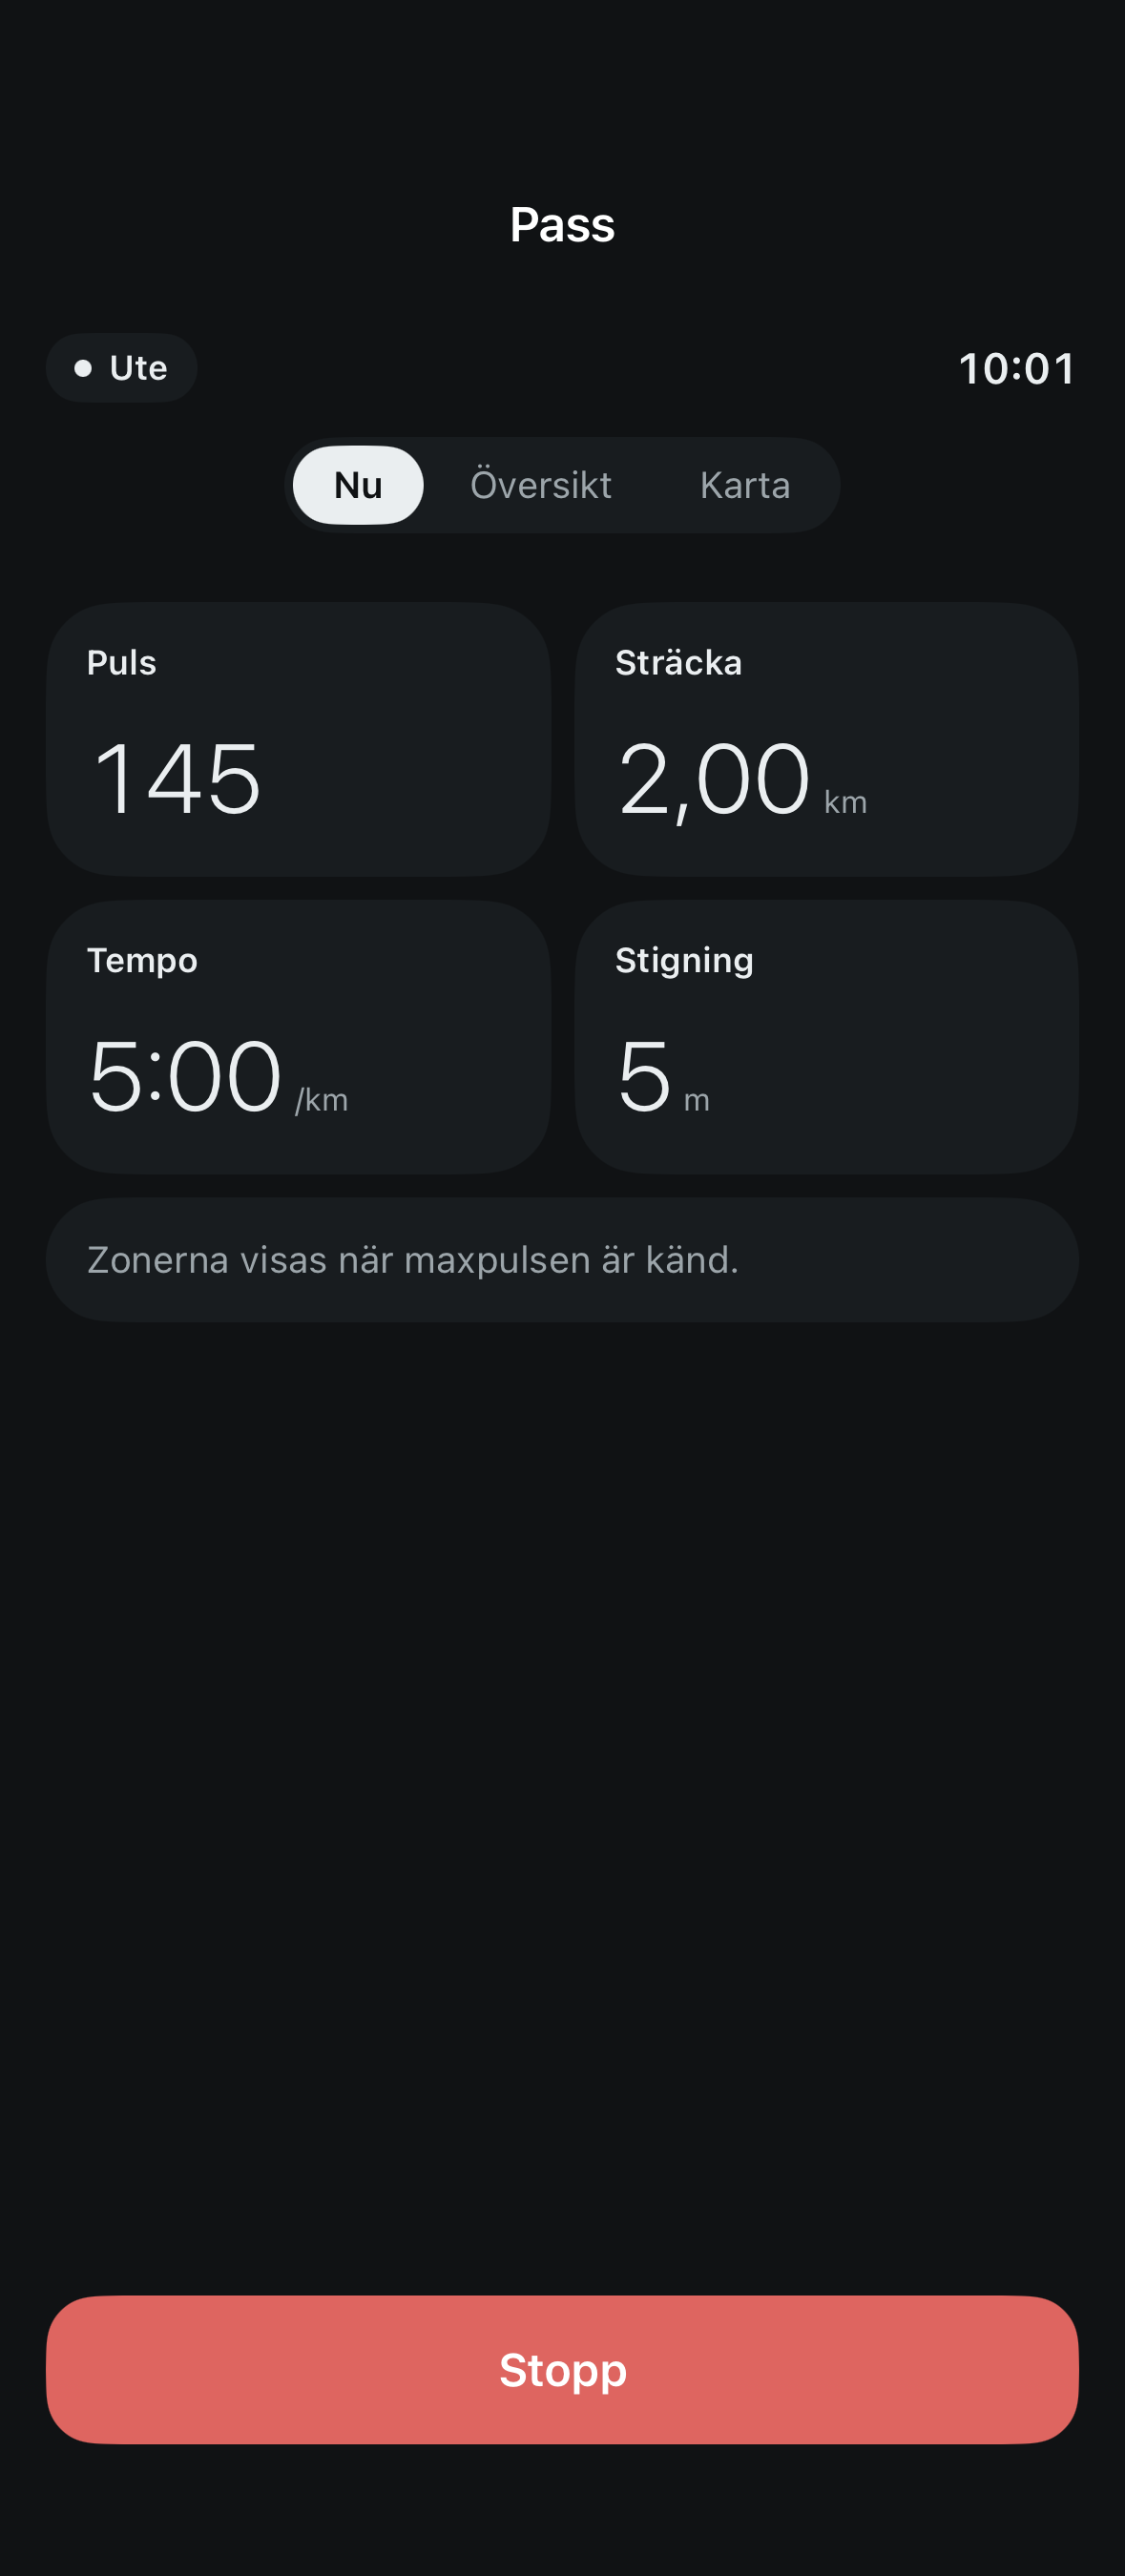 Pass
Ute
10:01
Nu Översikt Karta
Puls
145
Sträcka
2,00 km
Tempo
5:00 /km
Stigning
5 m
Zonerna visas när maxpulsen är känd.
Stopp